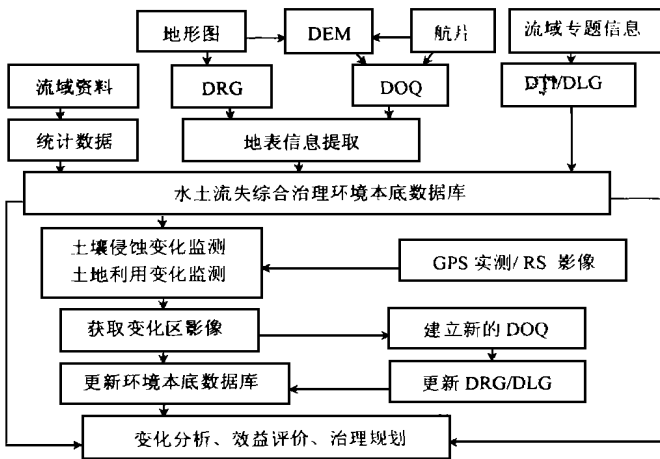 地形图
DEM
航片
流域专题信息
流域资料
DRG
DOQ
/DLG
统计数据
地表信息提取
水土流失综合治理环境本底数据库
土壤侵蚀变化监测
土地利用变化监测
GPS 实测/ RS 影像
获取变化区影像
建立新的 DOQ
更新环境本底数据库
更新 DRG/DLG
变化分析、效益评价、治理规划